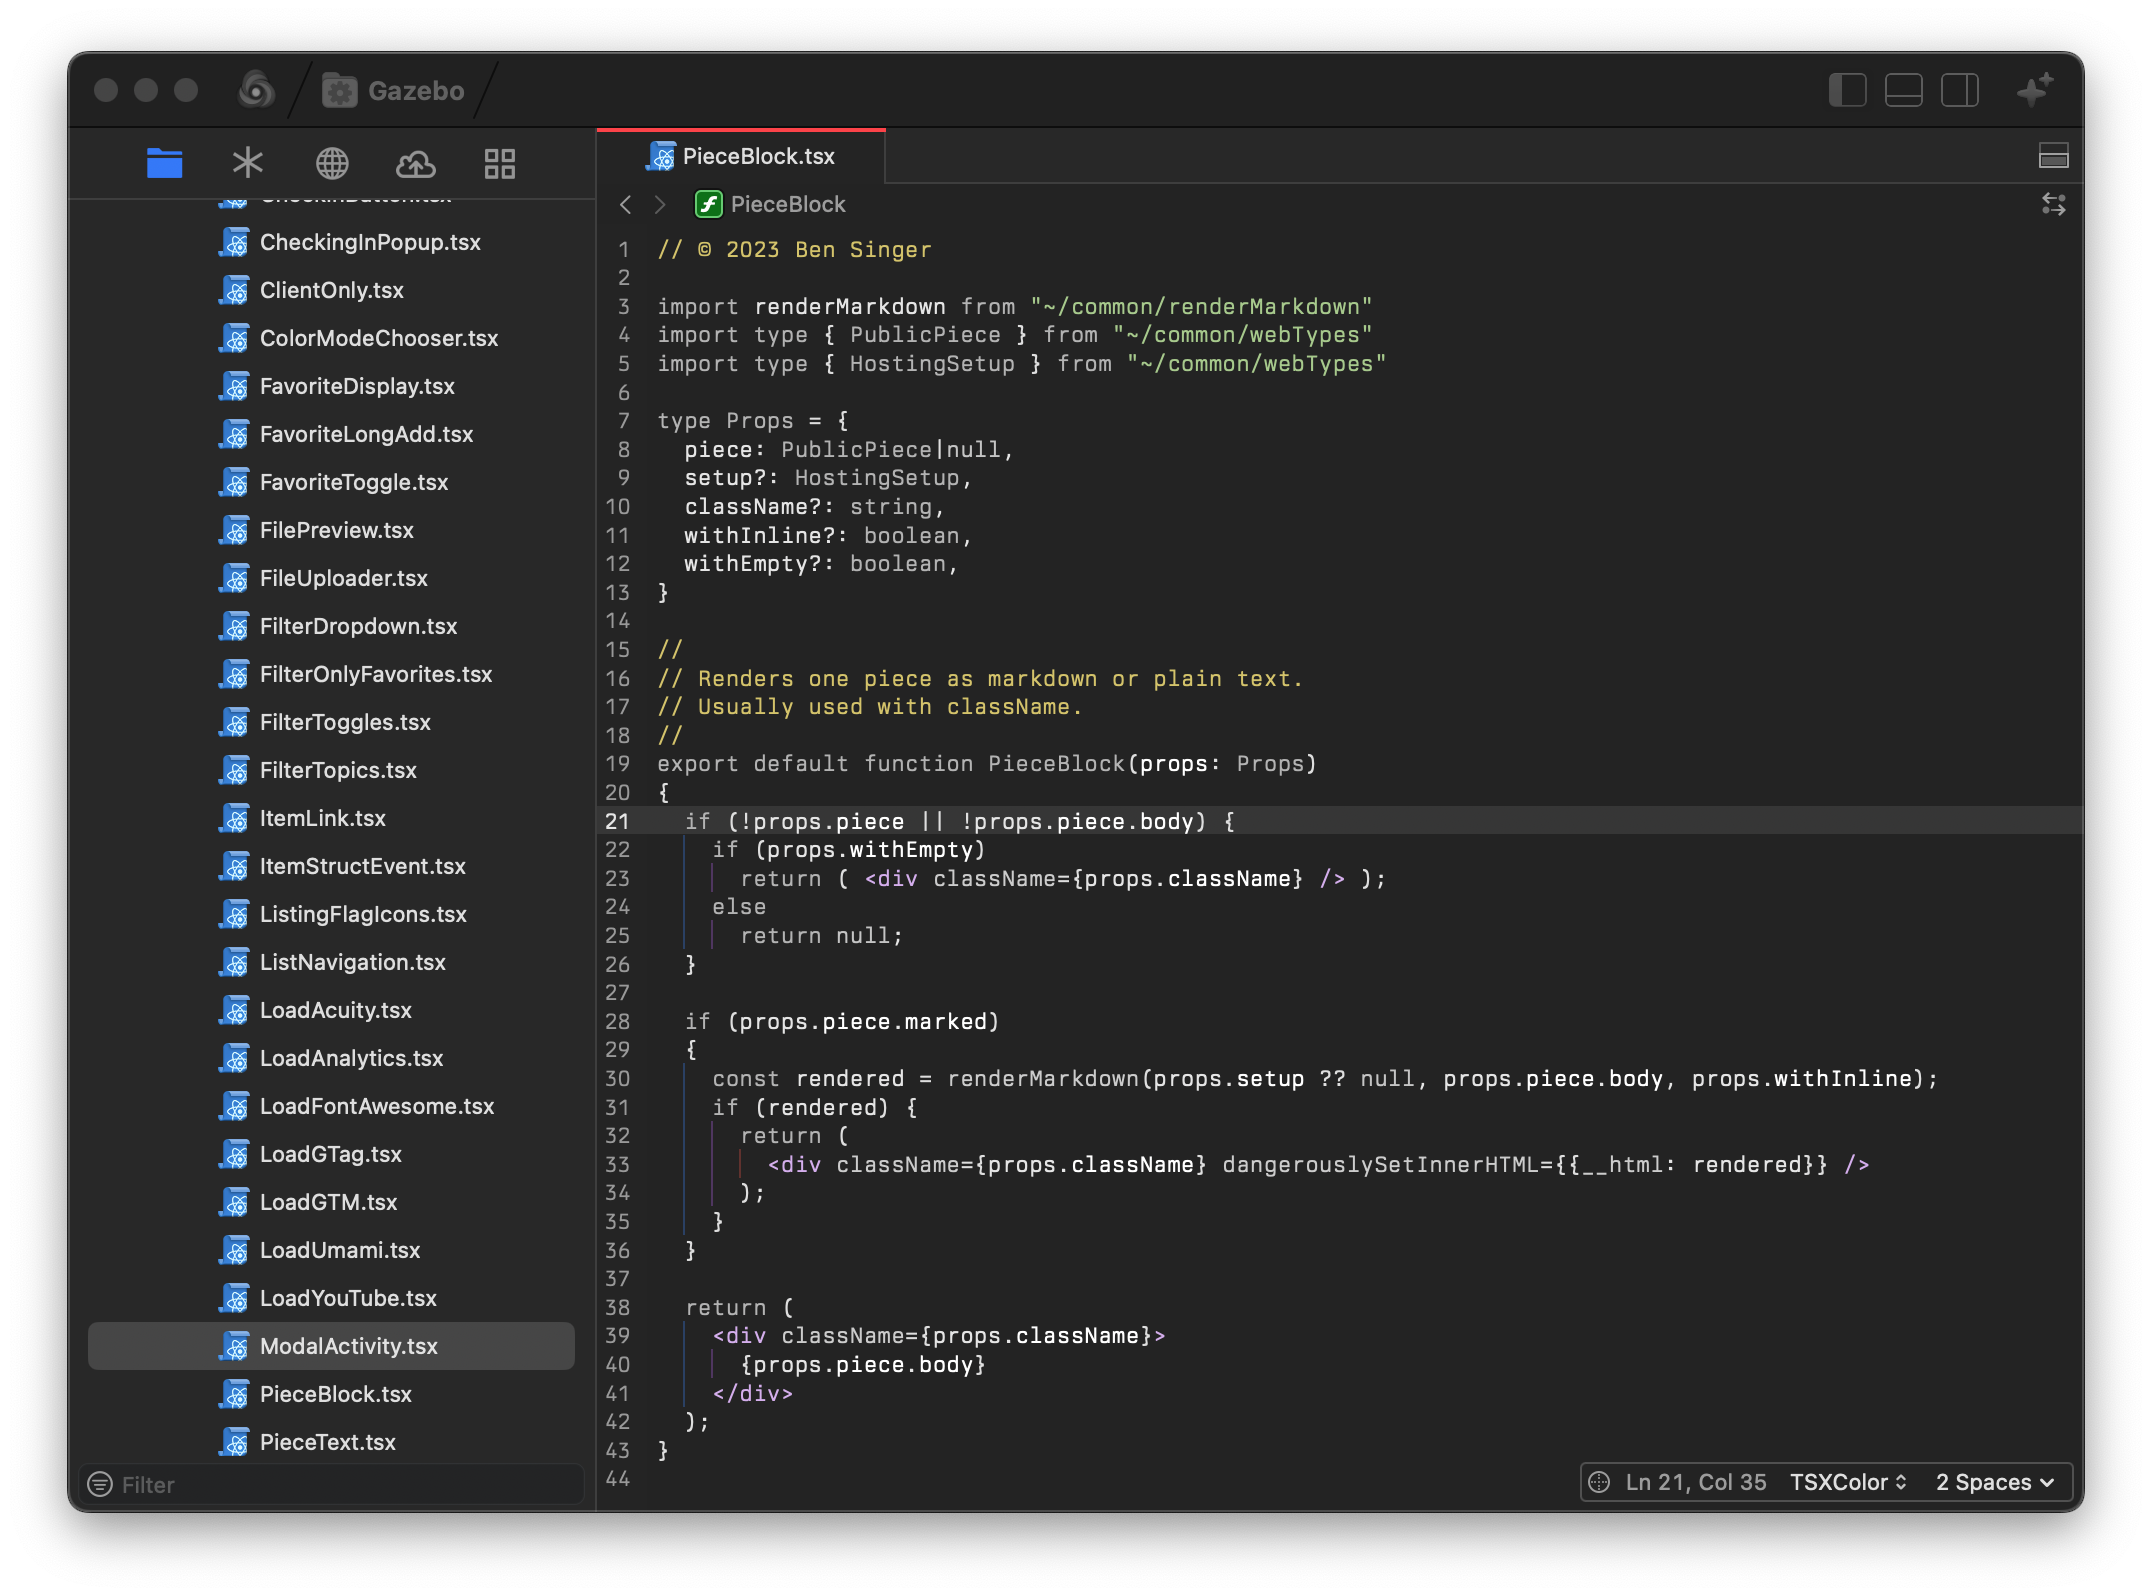 Gazebo
CheckinButton.tsx
CheckingInPopup.tsx
ClientOnly.tsx
ColorModeChooser.tsx
FavoriteDisplay.tsx
FavoriteLongAdd.tsx
FavoriteToggle.tsx
FilePreview.tsx
FileUploader.tsx
FilterDropdown.tsx
FilterOnlyFavorites.tsx
FilterToggles.tsx
FilterTopics.tsx
ItemLink.tsx
ItemStructEvent.tsx
ListingFlagIcons.tsx
ListNavigation.tsx
LoadAcuity.tsx
LoadAnalytics.tsx
LoadFontAwesome.tsx
LoadGTag.tsx
LoadGTM.tsx
LoadUmami.tsx
LoadYouTube.tsx
ModalActivity.tsx
PieceBlock.tsx
PieceText.tsx
Filter
PieceBlock.tsx
PieceBlock
1 // © 2023 Ben Singer
2
3 import renderMarkdown from "~/common/renderMarkdown"
4 import type { PublicPiece } from "~/common/webTypes"
5 import type { HostingSetup } from "~/common/webTypes"
6
7 type Props = {
8   piece: PublicPiece|null,
9   setup?: HostingSetup,
10   className?: string,
11   withInline?: boolean,
12   withEmpty?: boolean,
13 }
14
15 //
16 // Renders one piece as markdown or plain text.
17 // Usually used with className.
18 //
19 export default function PieceBlock(props: Props)
20 {
21   if (!props.piece || !props.piece.body) {
22     if (props.withEmpty)
23       return ( <div className={props.className} /> );
24     else
25       return null;
26   }
27
28   if (props.piece.marked)
29   {
30     const rendered = renderMarkdown(props.setup ?? null, props.piece.body, props.withInline);
31     if (rendered) {
32       return (
33         <div className={props.className} dangerouslySetInnerHTML={{__html: rendered}} />
34       );
35     }
36   }
37
38   return (
39     <div className={props.className}>
40       {props.piece.body}
41     </div>
42   );
43 }
44
Ln 21, Col 35 TSXColor 2 Spaces